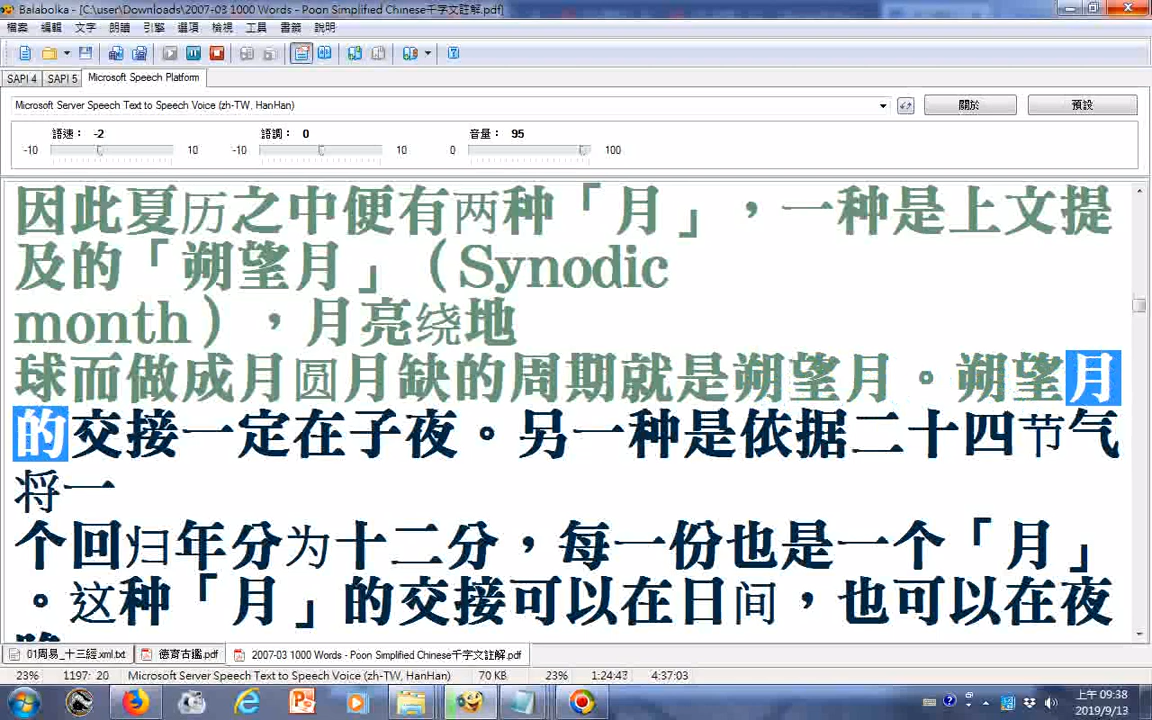 Balabolka - [C:\user\Downloads\2007-03 1000 Words - Poon Simplified Chinese千字文註解.pdf]
檔案 編輯 文字 朗讀 引擎 選項 檢視 工具 書籤 說明
SAPI 4 SAPI 5 Microsoft Speech Platform
Microsoft Server Speech Text to Speech Voice (zh-TW, HanHan) 關於 預設
語速： -2 語調： 0 音量： 95
-10 10 -10 10 0 100
因此夏历之中便有两种「月」，一种是上文提
及的「朔望月」（Synodic
month），月亮绕地
球而做成月圆月缺的周期就是朔望月。朔望月
的交接一定在子夜。另一种是依据二十四节气
将一
个回归年分为十二分，每一份也是一个「月」
。这种「月」的交接可以在日间，也可以在夜
01周易_十三經.xml.txt 德育古鑑.pdf 2007-03 1000 Words - Poon Simplified Chinese千字文註解.pdf
23% 1197: 20 Microsoft Server Speech Text to Speech Voice (zh-TW, HanHan) 70 KB 23% 1:24:43 4:37:03
上午 09:38
2019/9/13